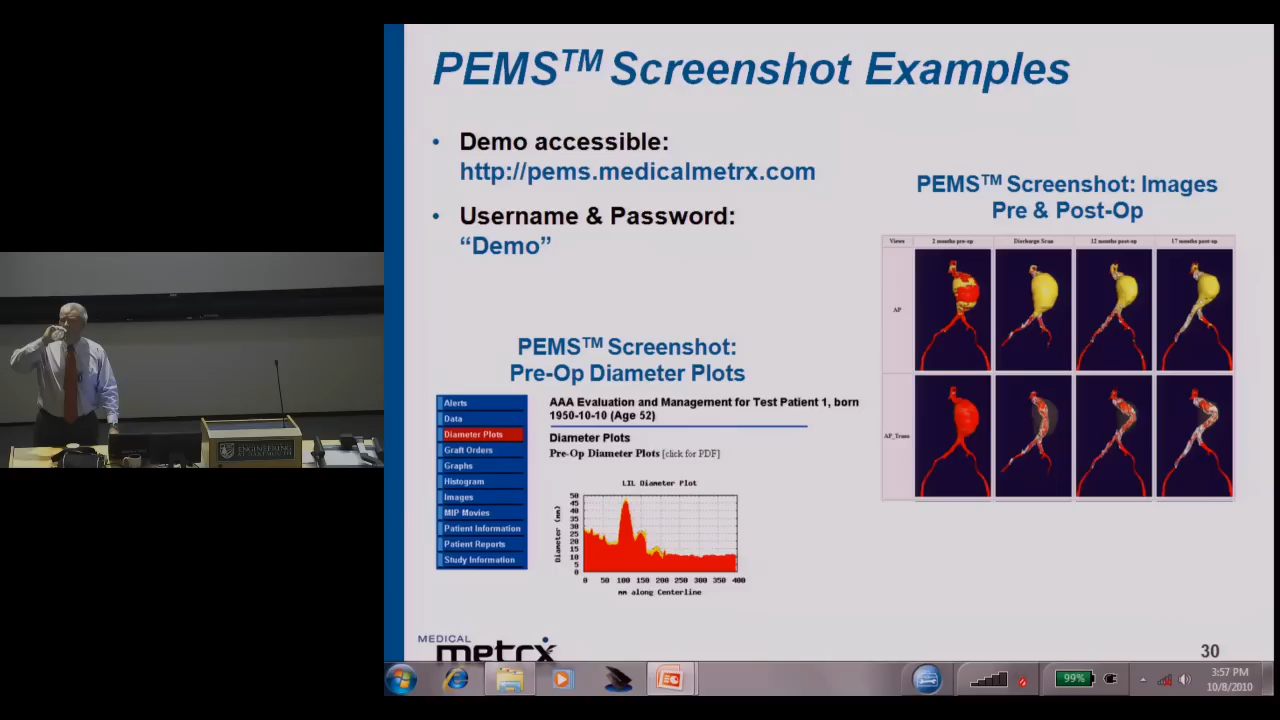 PEMS™ Screenshot Examples
• Demo accessible:
http://pems.medicalmetrx.com
• Username & Password:
“Demo”
PEMS™ Screenshot: Images
Pre & Post-Op
Views 2 months pre-op Discharge Scan 12 months post-op 17 months post-op
AP
AP_Trans
PEMS™ Screenshot:
Pre-Op Diameter Plots
Alerts
Data
Diameter Plots
Graft Orders
Graphs
Histogram
Images
MIP Movies
Patient Information
Patient Reports
Study Information
AAA Evaluation and Management for Test Patient 1, born
1950-10-10 (Age 52)
Diameter Plots
Pre-Op Diameter Plots [click for PDF]
LIL Diameter Plot
Diameter (mm)
50
45
40
35
30
25
20
15
10
5
0
0 50 100 150 200 250 300 350 400
mm along Centerline
MEDICAL
metrx
30
99%
3:57 PM
10/8/2010
ENGINEERING